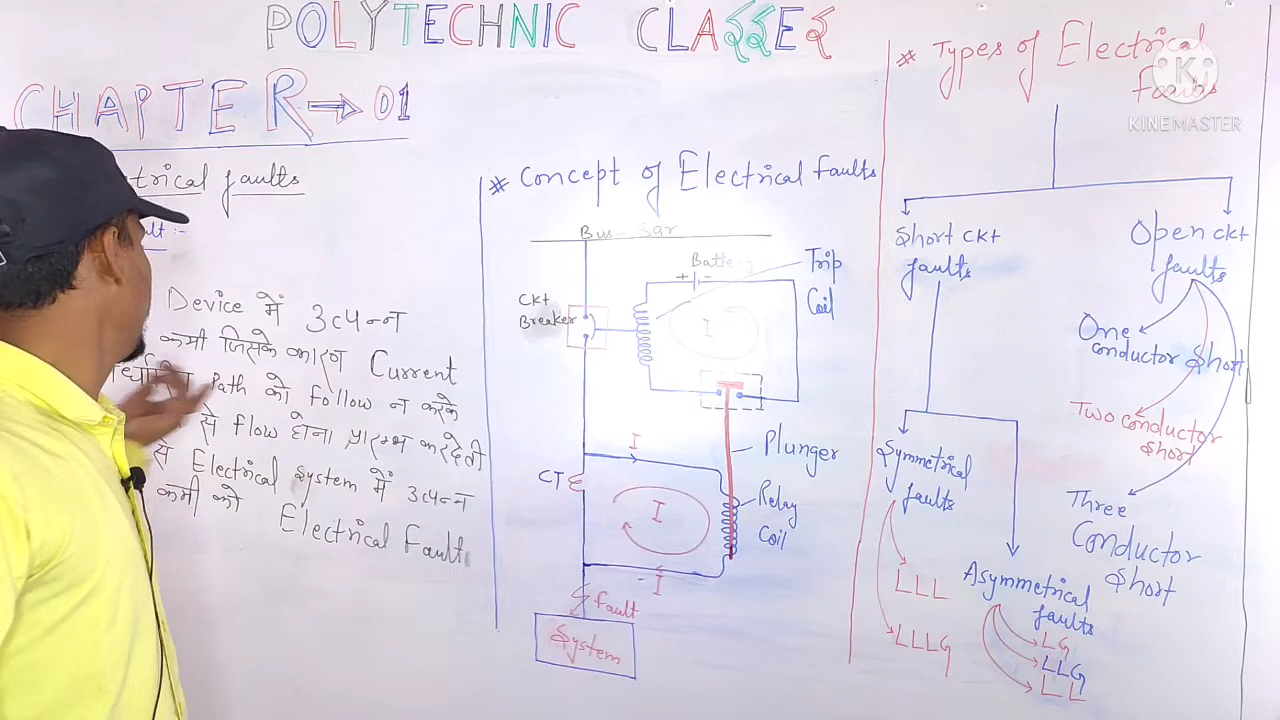 POLYTECHNIC CLASSES
CHAPTER → 01
trical faults
ult :-
Device में उत्पन्न
कमी जिसके कारण Current
Path को follow न करके
से flow होना प्रारम्भ करदेती
से Electrical System में उत्पन्न
कमी को Electrical Fault
* Concept of Electrical Faults
Bus-Bar
Battery
+ -
Trip
Coil
Ckt
Breaker
I
Plunger
I
CT
I
Relay
Coil
I
fault
System
* Types of Electrical
Faults
Short ckt
faults
Open ckt
faults
One
conductor Short
Two conductor
Short
Three
Conductor
Short
Symmetrical
faults
LLL
LLLG
Asymmetrical
faults
LG
LLG
LL
KINEMASTER